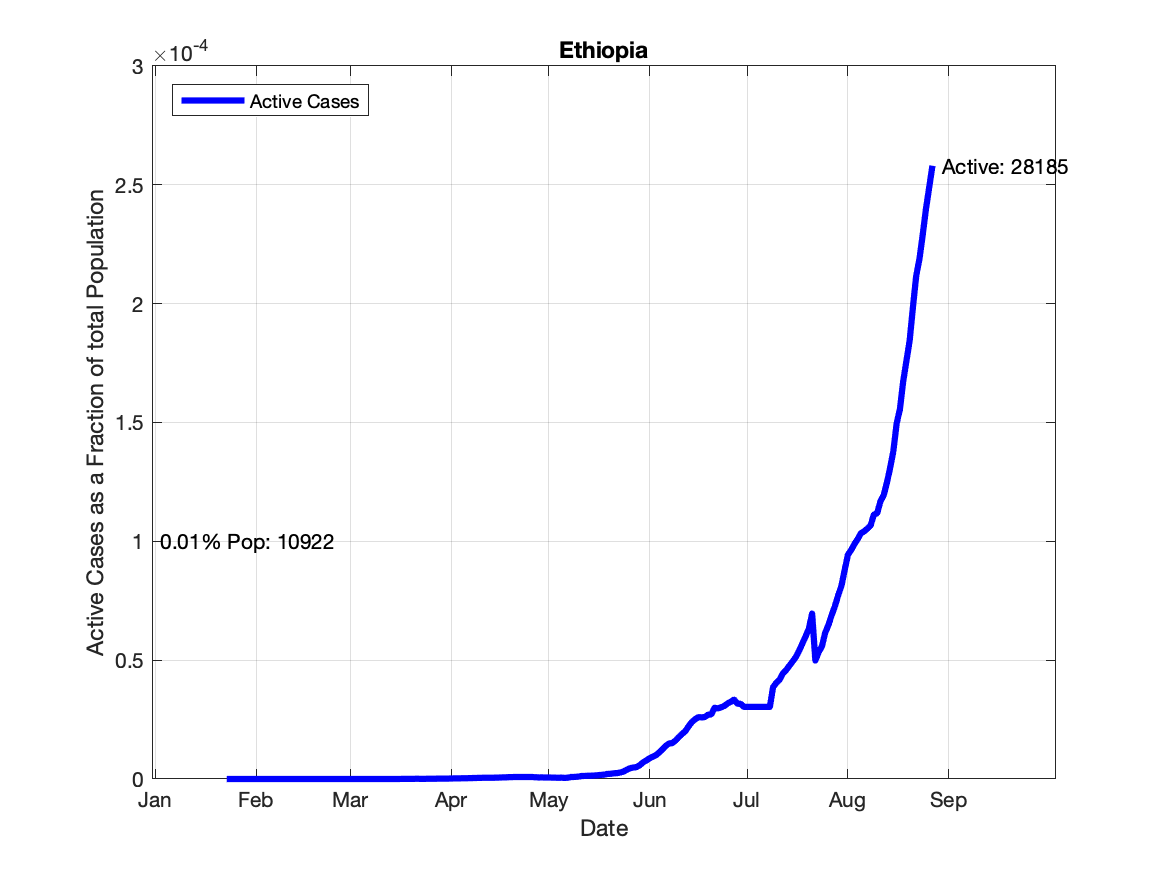 Ethiopia
×10-4
3
2.5
2
1.5
1
0.5
0
Active Cases
Active: 28185
0.01% Pop: 10922
Active Cases as a Fraction of total Population
Jan Feb Mar Apr May Jun Jul Aug Sep
Date